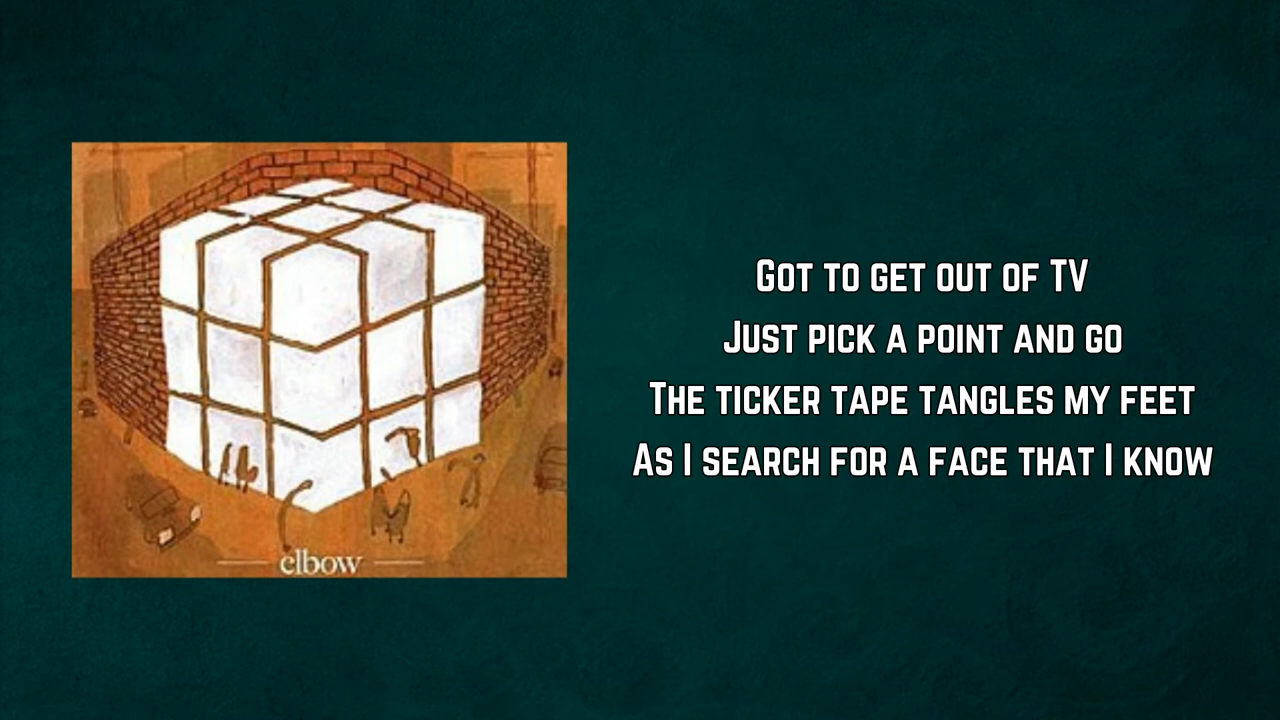 elbow
Got to get out of TV
Just pick a point and go
The ticker tape tangles my feet
As I search for a face that I know